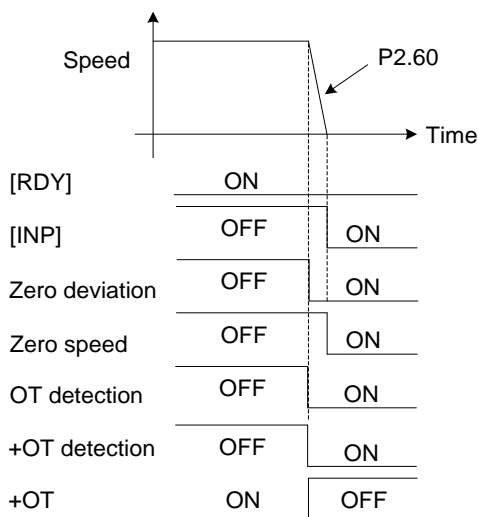 Speed
P2.60
Time
[RDY] ON
[INP] OFF ON
Zero deviation OFF ON
Zero speed OFF ON
OT detection OFF ON
+OT detection OFF ON
+OT ON OFF